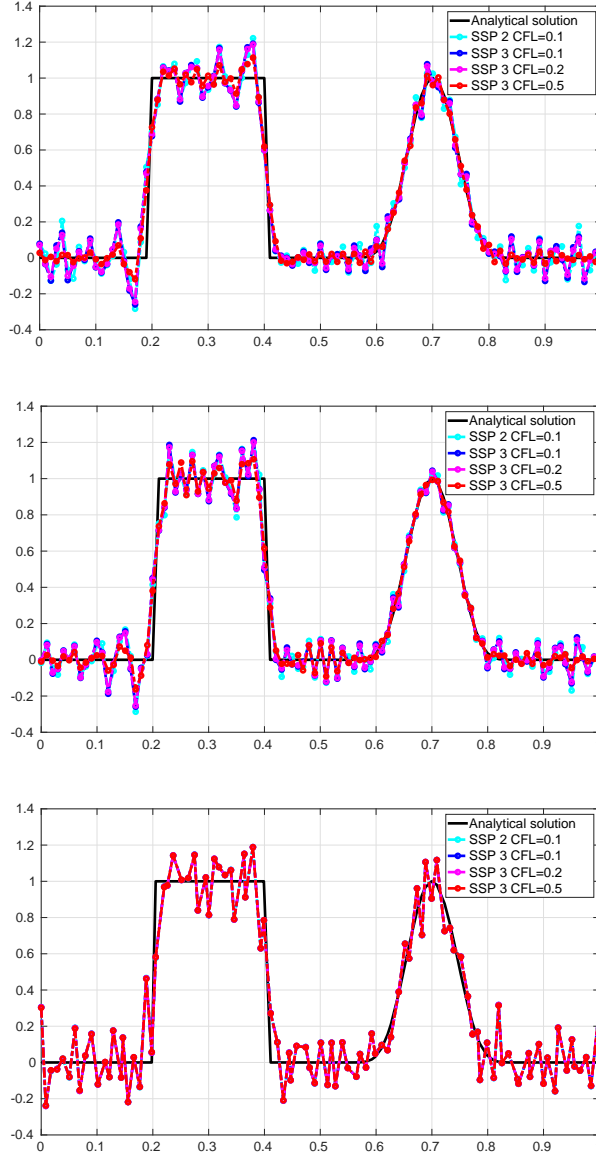 1.4
Analytical solution
SSP 2 CFL=0.1
SSP 3 CFL=0.1
SSP 3 CFL=0.2
SSP 3 CFL=0.5
1.2
1
0.8
0.6
0.4
0.2
0
-0.2
-0.4
0 0.1 0.2 0.3 0.4 0.5 0.6 0.7 0.8 0.9
1.4
Analytical solution
SSP 2 CFL=0.1
SSP 3 CFL=0.1
SSP 3 CFL=0.2
SSP 3 CFL=0.5
1.2
1
0.8
0.6
0.4
0.2
0
-0.2
-0.4
0 0.1 0.2 0.3 0.4 0.5 0.6 0.7 0.8 0.9
1.4
Analytical solution
SSP 2 CFL=0.1
SSP 3 CFL=0.1
SSP 3 CFL=0.2
SSP 3 CFL=0.5
1.2
1
0.8
0.6
0.4
0.2
0
-0.2
-0.4
0 0.1 0.2 0.3 0.4 0.5 0.6 0.7 0.8 0.9